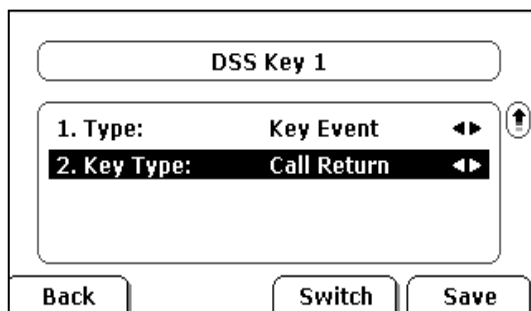 DSS Key 1
1. Type: Key Event
2. Key Type: Call Return
Back Switch Save